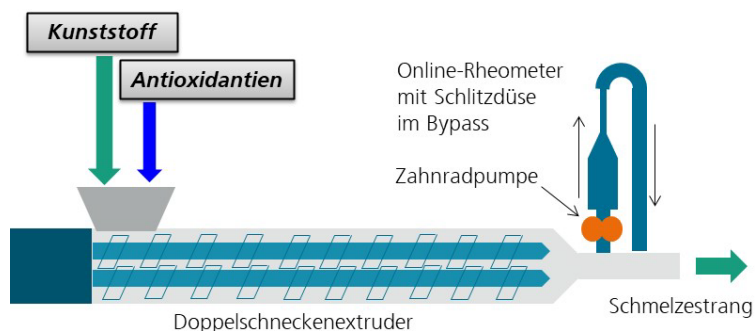 Kunststoff
Antioxidantien
Online-Rheometer
mit Schlitzdüse
im Bypass
Zahnradpumpe
Schmelzestrang
Doppelschneckenextruder